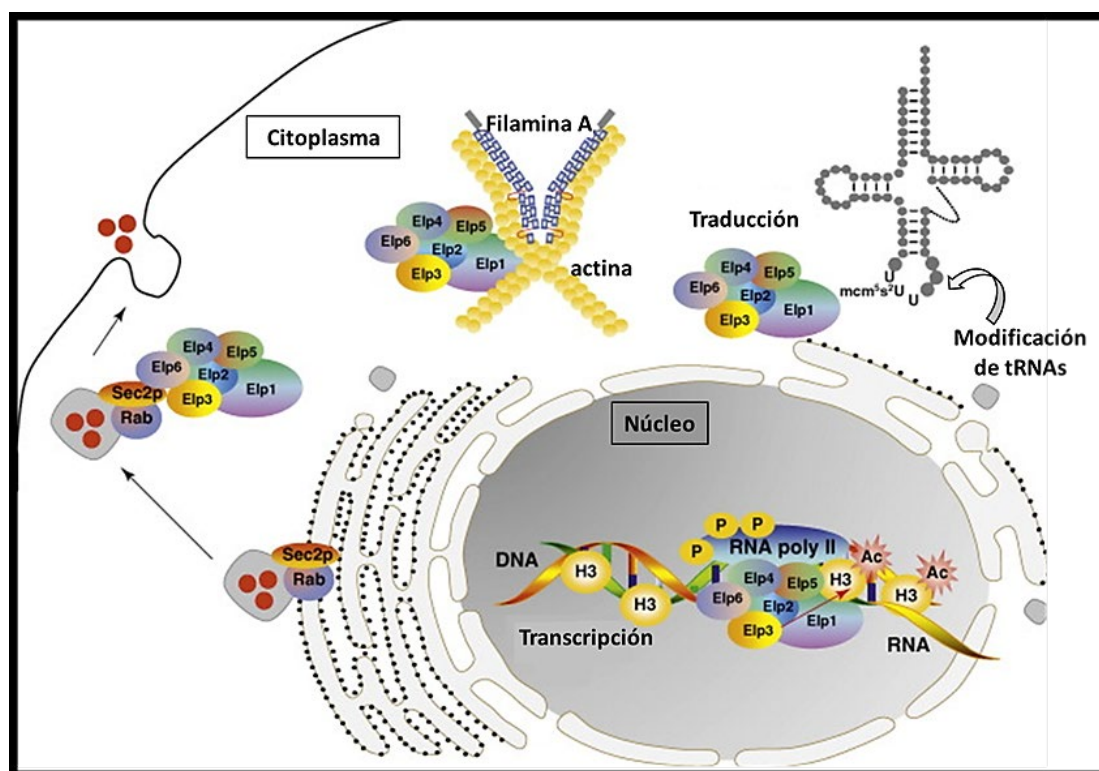 Citoplasma
Filamina A
Elp4
Elp5
Elp6
Elp2
Elp3
Elp1
actina
Traducción
Elp4
Elp5
Elp6
Elp2
Elp3
Elp1
U
mcm⁵s²U
U
Modificación
de tRNAs
Elp4
Elp5
Elp6
Elp2
Elp1
Sec2p
Elp3
Rab
Núcleo
Sec2p
Rab
DNA
H3
H3
Transcripción
P
P
P
RNA poly II
Ac
Ac
Elp4
Elp5
H3
H3
Elp6
Elp2
Elp1
Elp3
RNA